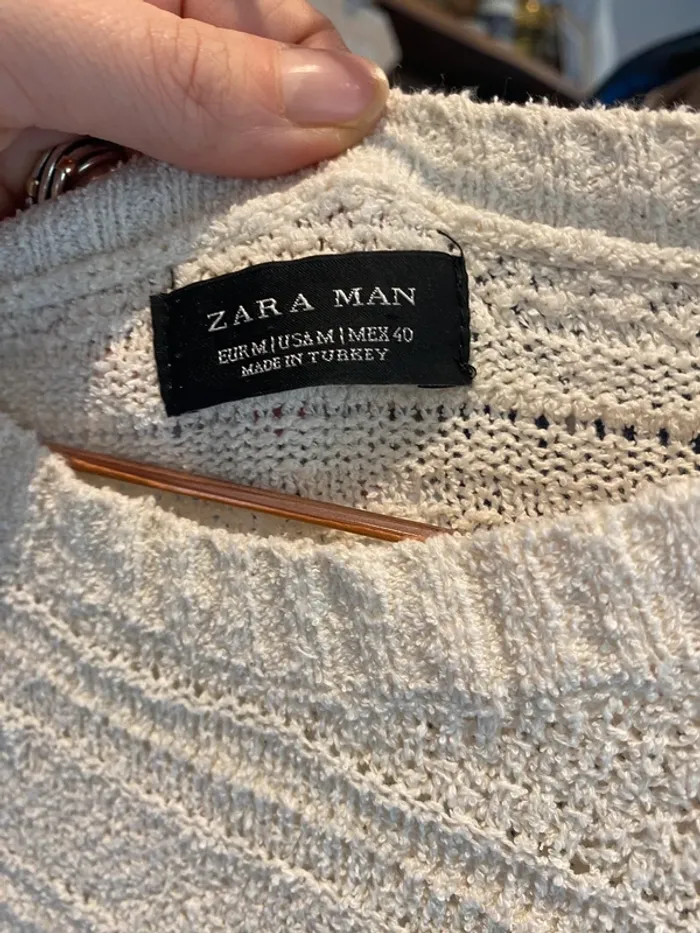 ZARA MAN
EUR M | USA M | MEX 40
MADE IN TURKEY